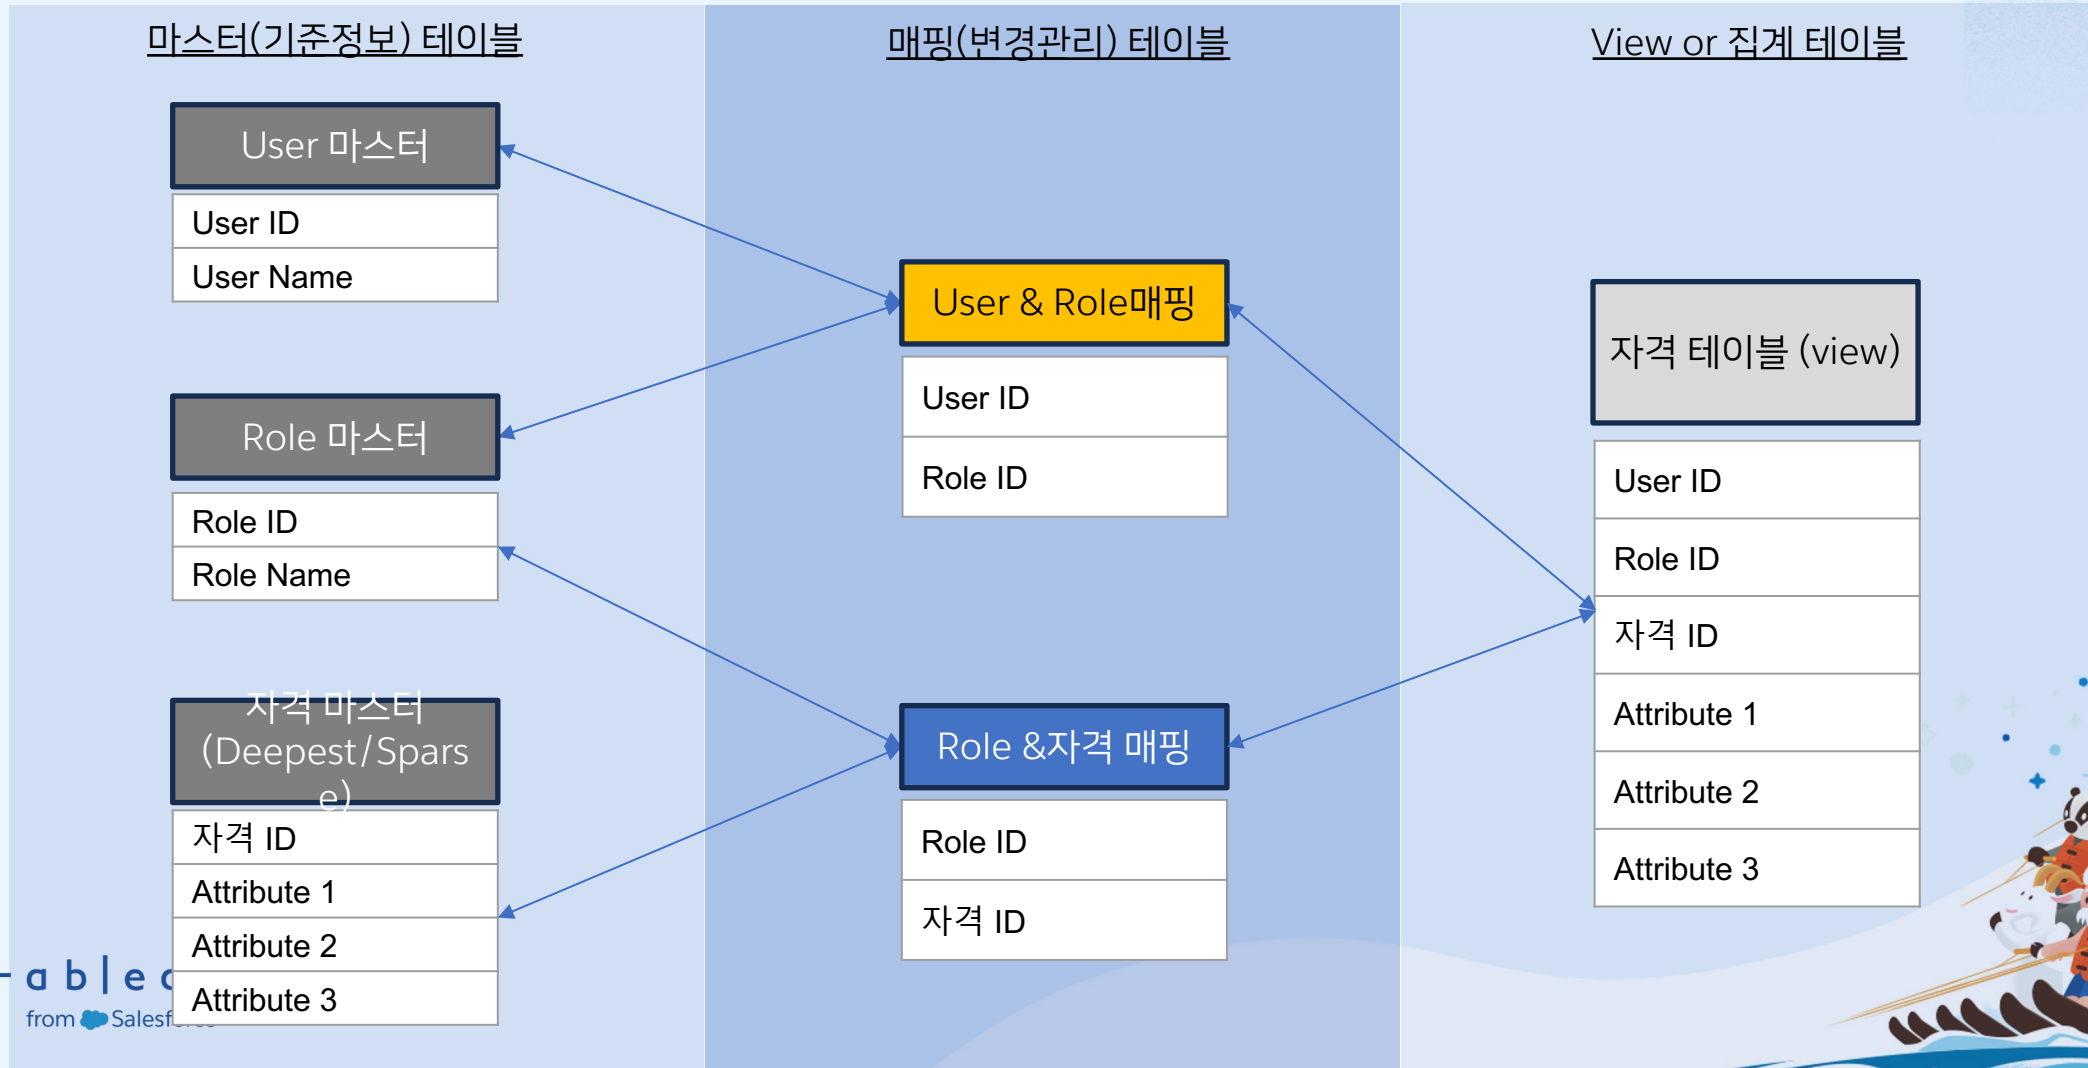 마스터(기준정보) 테이블
User 마스터
User ID
User Name
Role 마스터
Role ID
Role Name
자격 마스터
(Deepest/Spars
e)
자격 ID
Attribute 1
Attribute 2
Attribute 3
매핑(변경관리) 테이블
User & Role매핑
User ID
Role ID
Role &자격 매핑
Role ID
자격 ID
View or 집계 테이블
자격 테이블 (view)
User ID
Role ID
자격 ID
Attribute 1
Attribute 2
Attribute 3
from